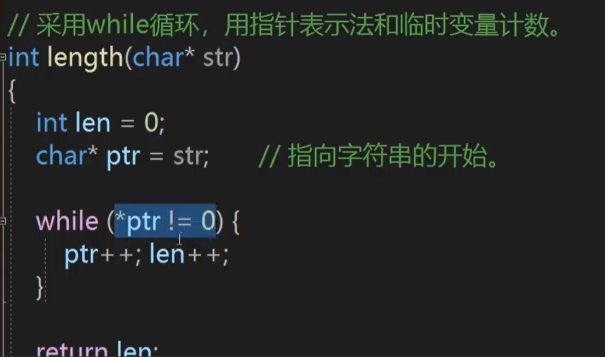 // 采用while循环，用指针表示法和临时变量计数。
int length(char* str)
{
int len = 0;
char* ptr = str; // 指向字符串的开始。
while (*ptr != 0) {
ptr++; len++;
}
return len;